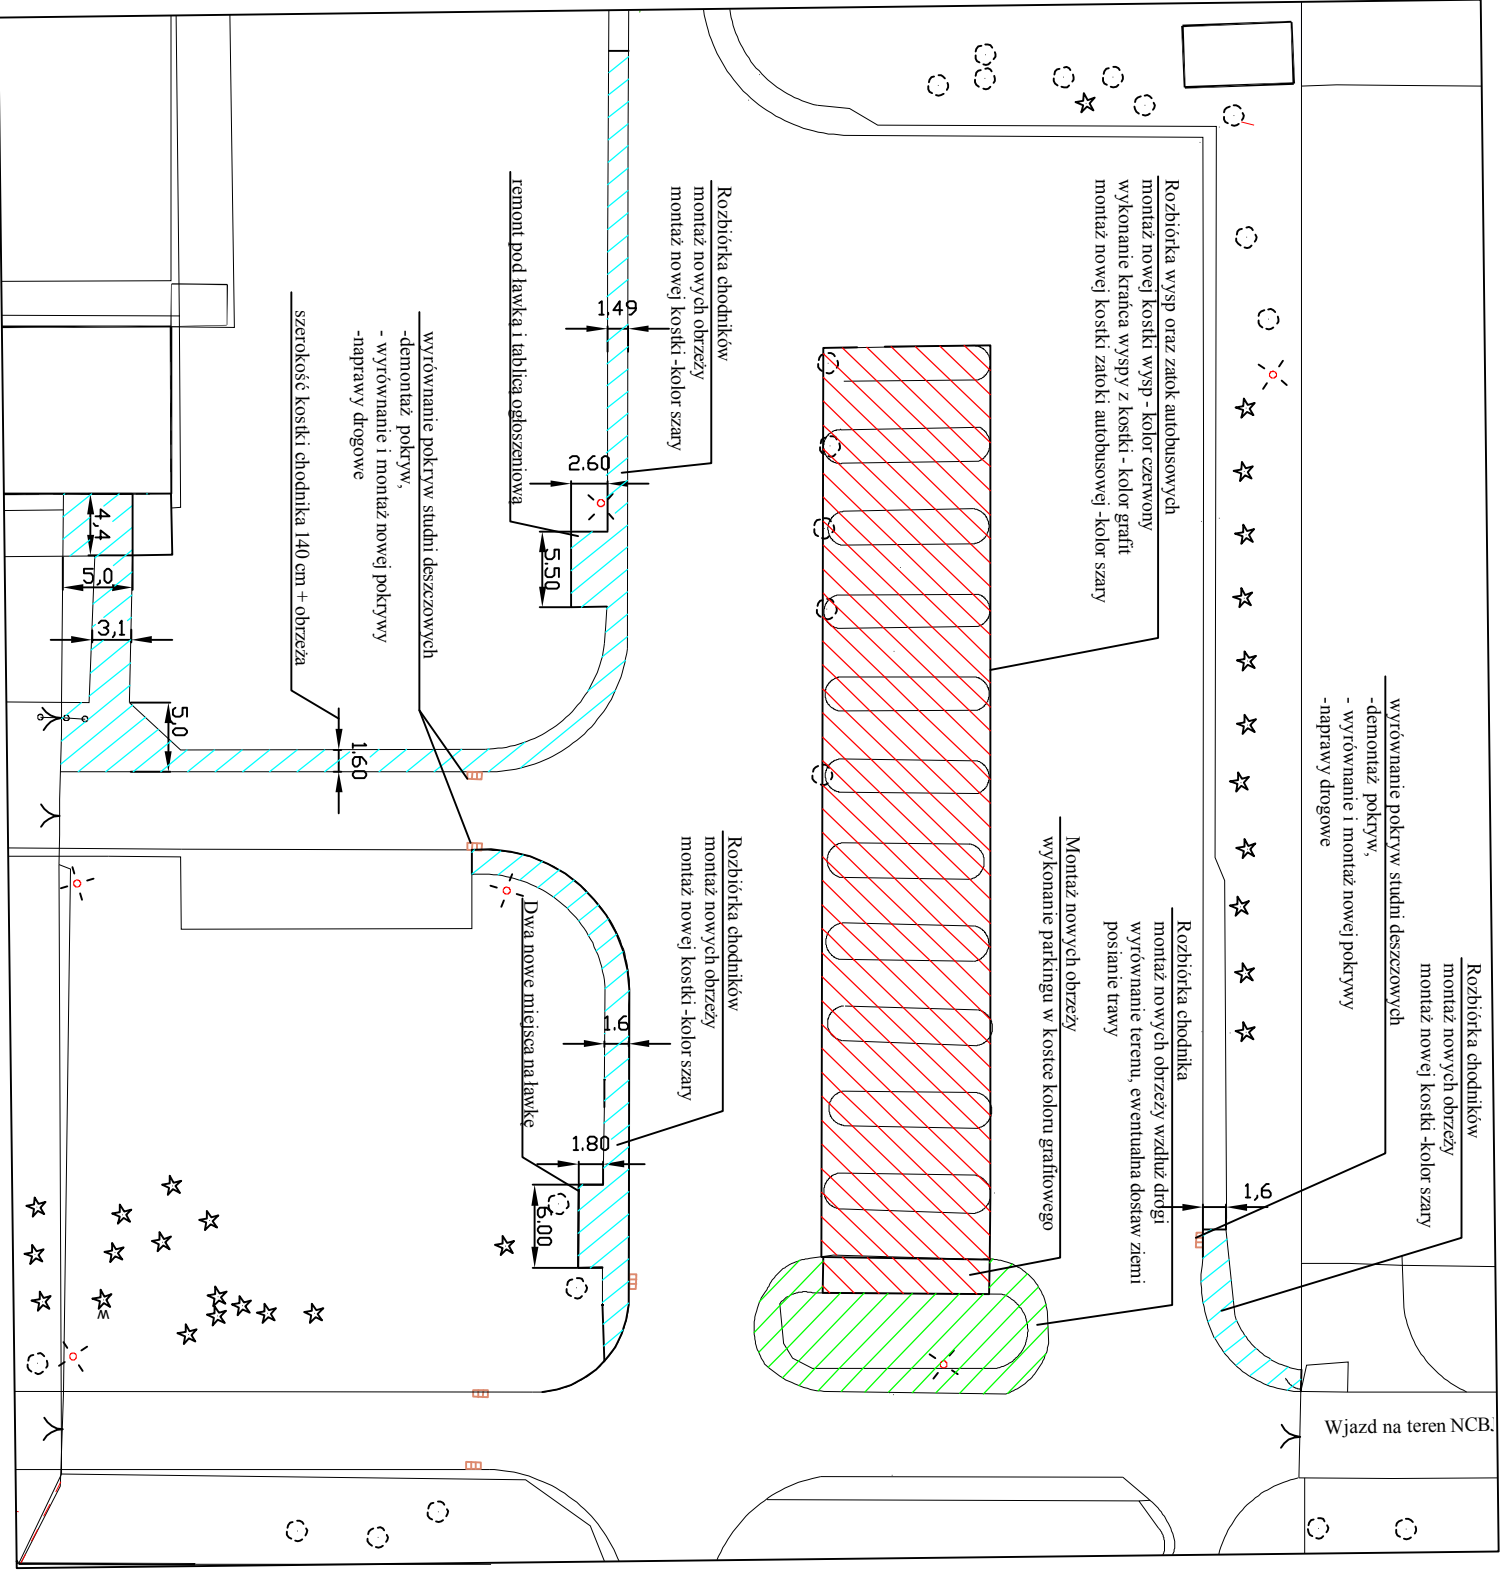 Rozbiórka chodników
montaż nowych obrzeży
montaż nowej kostki -kolor szary
remont pod ławką i tablicą ogłoszeniową
wyrównanie pokryw studni deszczowych
-demontaż pokryw,
- wyrównanie i montaż nowej pokrywy
-naprawy drogowe
szerokość kostki chodnika 140 cm + obrzeża
Rozbiórka wysp oraz zatok autobusowych
montaż nowej kostki wysp - kolor czerwony
wykonanie krańca wyspy z kostki - kolor grafit
montaż nowej kostki zatoki autobusowej -kolor szary
wyrównanie pokryw studni deszczowych
-demontaż pokryw,
- wyrównanie i montaż nowej pokrywy
-naprawy drogowe
Rozbiórka chodników
montaż nowych obrzeży
montaż nowej kostki -kolor szary
Rozbiórka chodnika
montaż nowych obrzeży wzdłuż drogi
wyrównanie terenu, ewentualna dostaw ziemi
posianie trawy
Montaż nowych obrzeży
wykonanie parkingu w kostce koloru grafitowego
Rozbiórka chodników
montaż nowych obrzeży
montaż nowej kostki -kolor szary
Dwa nowe miejsca na ławkę
Wjazd na teren NCBJ
1.49
2.60
5.50
4,4
5,0
3,1
5,0
1.60
1.6
1.80
6.00
1,6